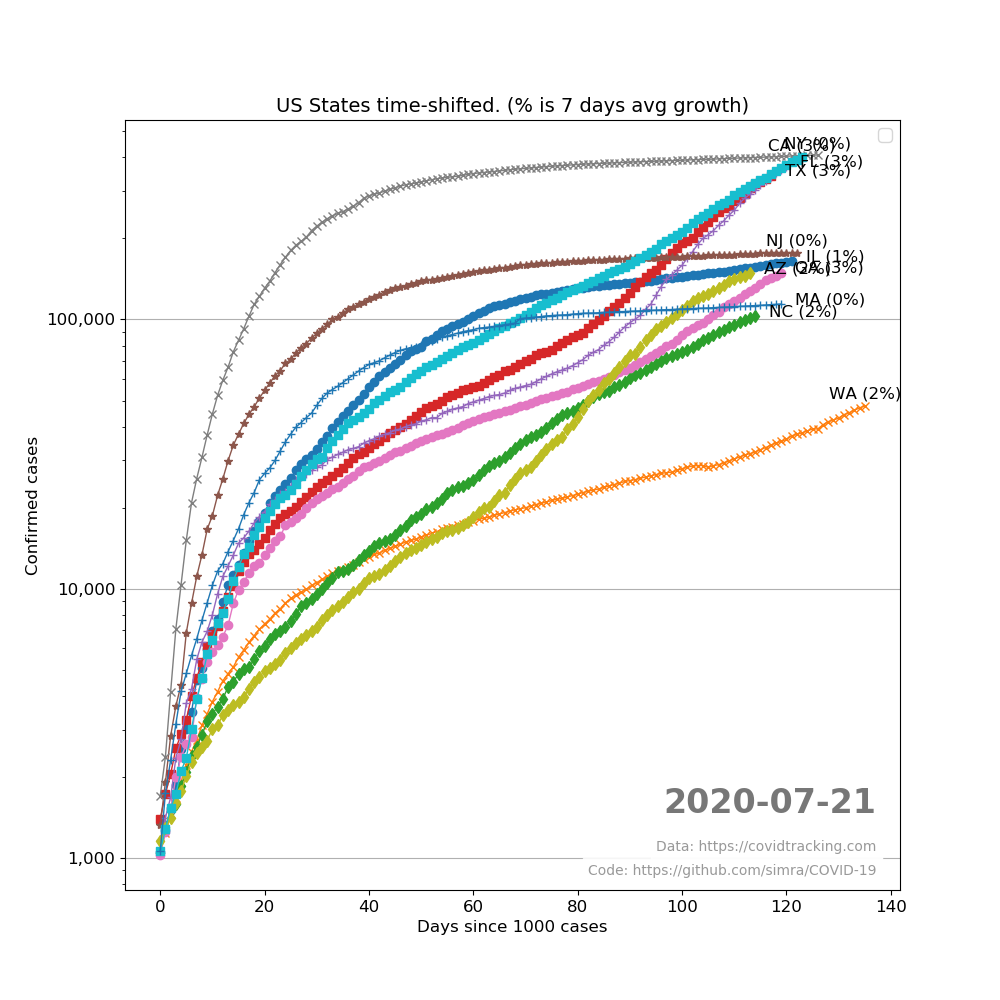 US States time-shifted. (% is 7 days avg growth)
CA (3%)
NY (0%)
FL (3%)
TX (3%)
NJ (0%)
IL (1%)
AZ (2%)
GA (3%)
MA (0%)
NC (2%)
WA (2%)
100,000
10,000
1,000
Confirmed cases
2020-07-21
Data: https://covidtracking.com
Code: https://github.com/simra/COVID-19
0 20 40 60 80 100 120 140
Days since 1000 cases